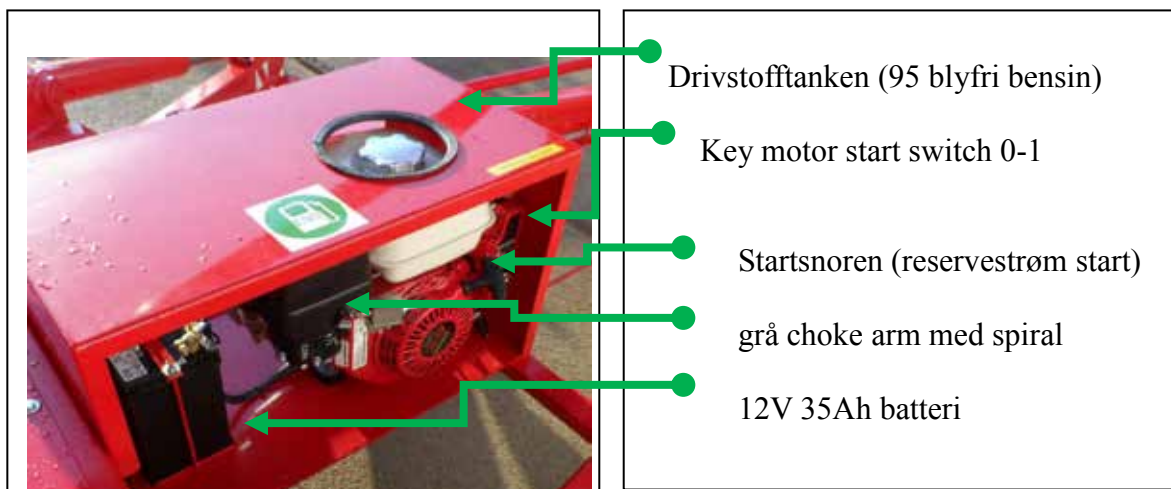 Drivstofftanken (95 blyfri bensin)
Key motor start switch 0-1
Startsnoren (reservestrøm start)
grå choke arm med spiral
12V 35Ah batteri